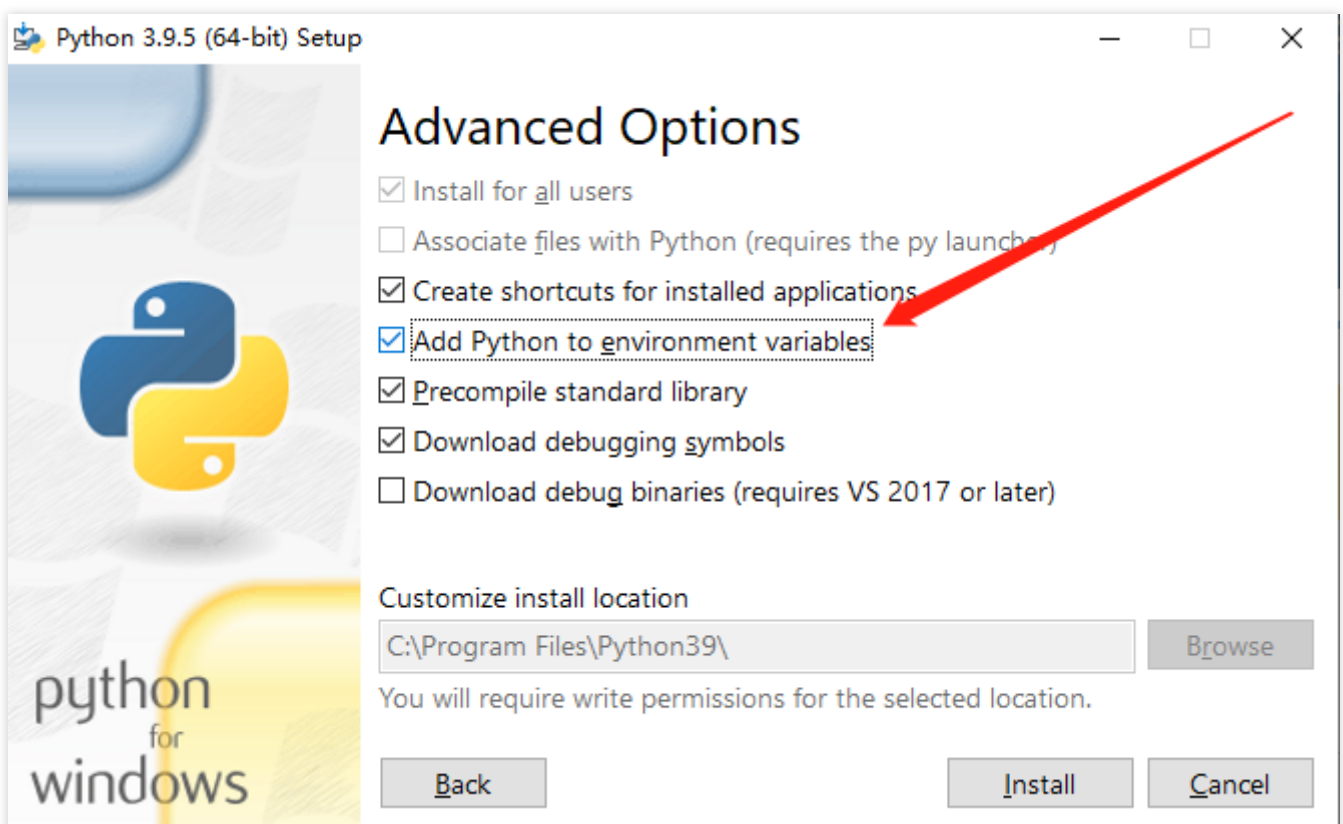 Python 3.9.5 (64-bit) Setup
Advanced Options
Install for all users
Associate files with Python (requires the py launcher)
Create shortcuts for installed applications
Add Python to environment variables
Precompile standard library
Download debugging symbols
Download debug binaries (requires VS 2017 or later)
Customize install location
C:\Program Files\Python39\
Browse
You will require write permissions for the selected location.
python
for
windows
Back
Install
Cancel